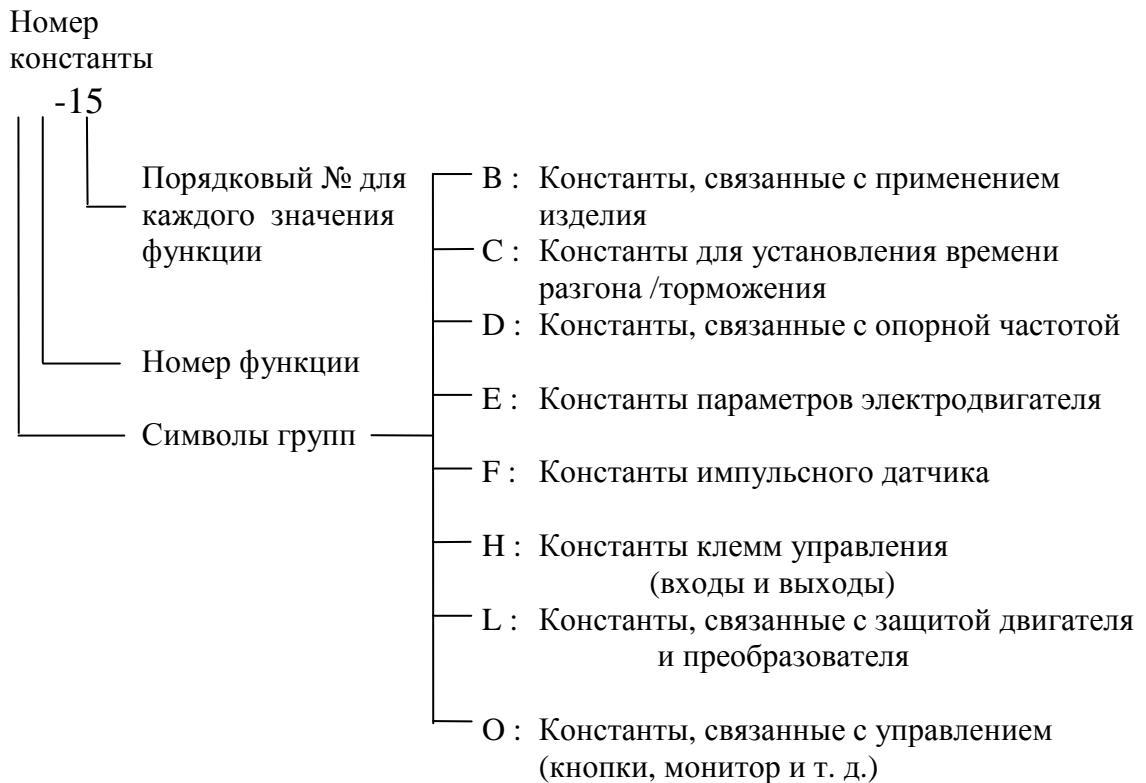 Номер
константы
-15
Порядковый № для
каждого значения
функции
Номер функции
Символы групп
B : Константы, связанные с применением
изделия
C : Константы для установления времени
разгона /торможения
D : Константы, связанные с опорной частотой
E : Константы параметров электродвигателя
F : Константы импульсного датчика
H : Константы клемм управления
(входы и выходы)
L : Константы, связанные с защитой двигателя
и преобразователя
O : Константы, связанные с управлением
(кнопки, монитор и т. д.)